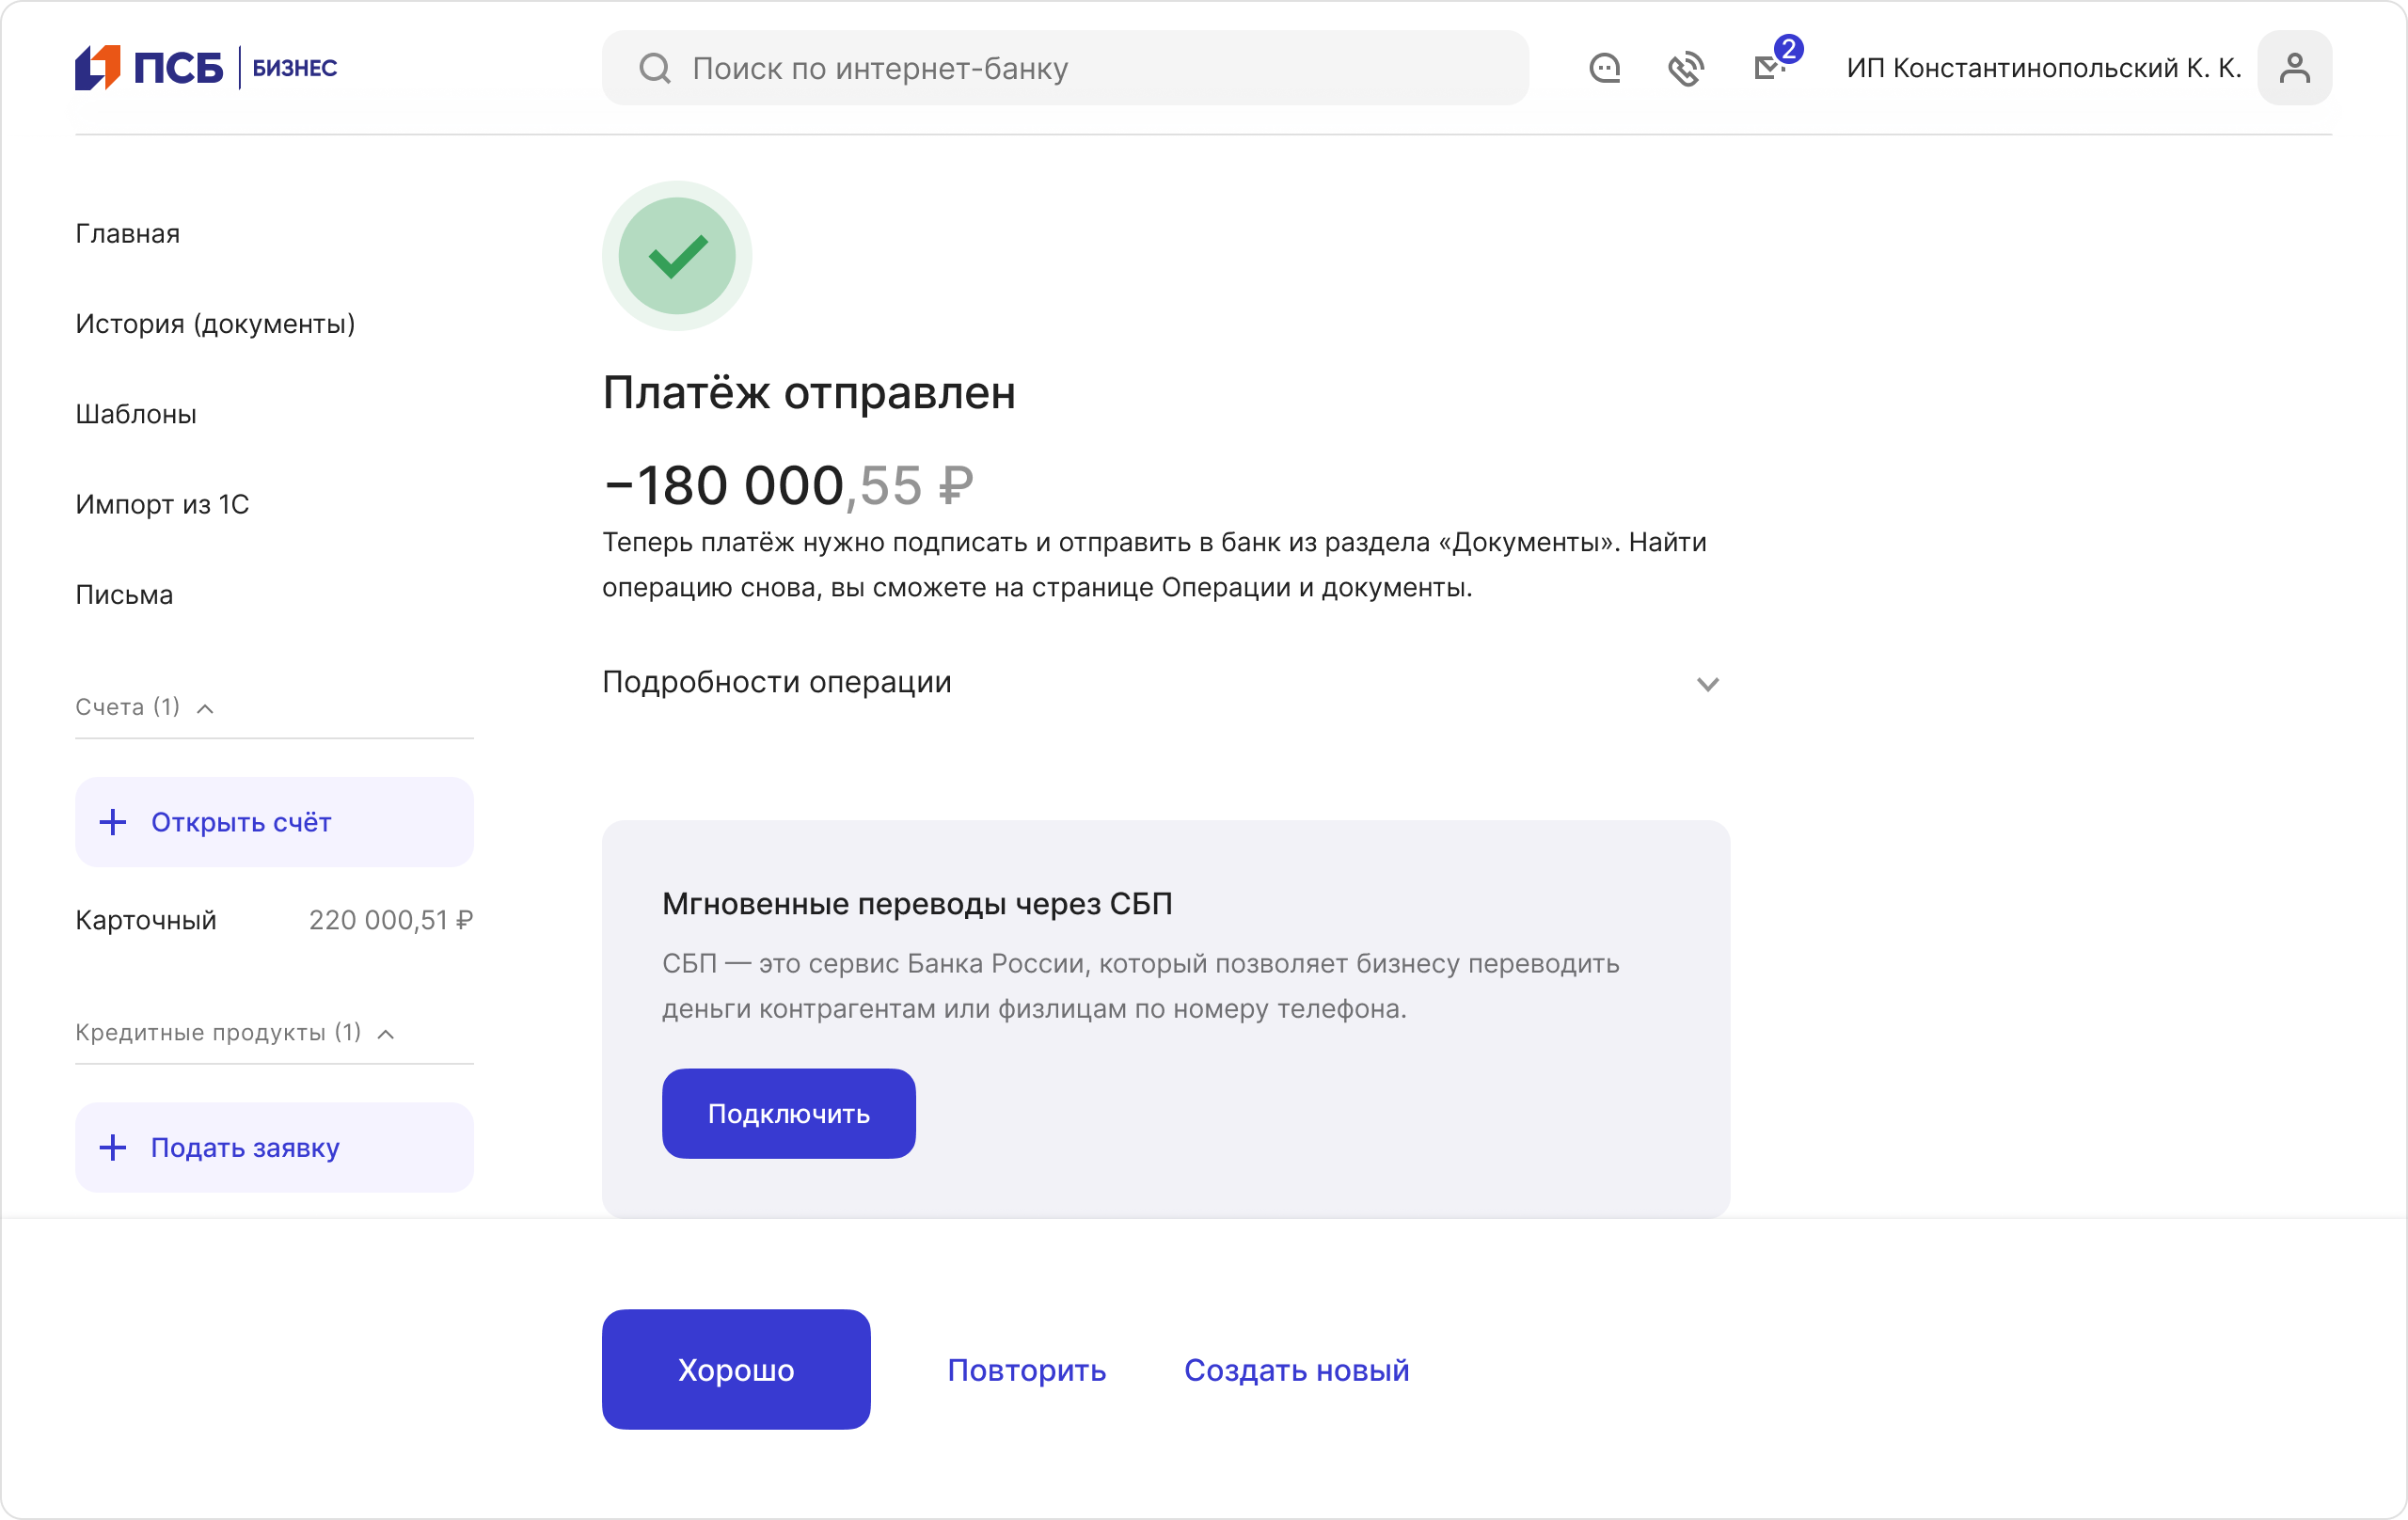 ПСБ БИЗНЕС
Поиск по интернет-банку
2
ИП Константинопольский К. К.
Главная
История (документы)
Шаблоны
Импорт из 1С
Письма
Счета (1)
Открыть счёт
Карточный 220 000,51 ₽
Кредитные продукты (1)
Подать заявку
Платёж отправлен
−180 000,55 ₽
Теперь платёж нужно подписать и отправить в банк из раздела «Документы». Найти
операцию снова, вы сможете на странице Операции и документы.
Подробности операции
Мгновенные переводы через СБП
СБП — это сервис Банка России, который позволяет бизнесу переводить
деньги контрагентам или физлицам по номеру телефона.
Подключить
Хорошо
Повторить
Создать новый